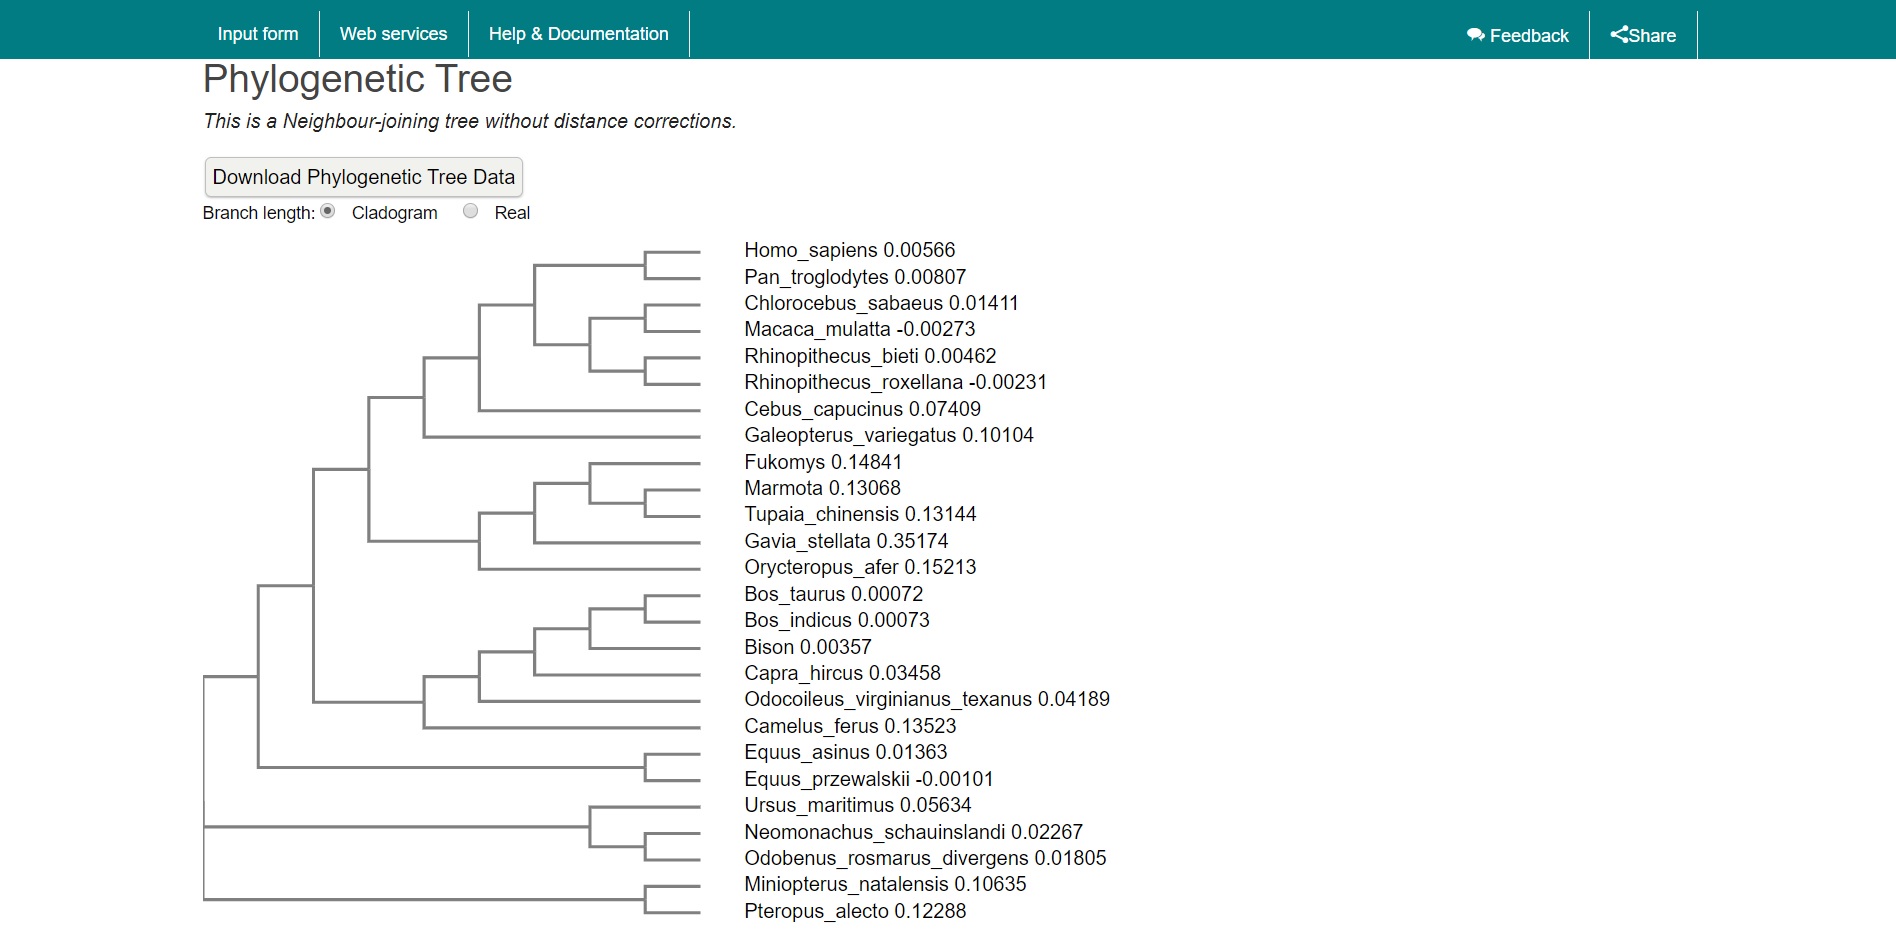 Input form
Web services
Help & Documentation
Feedback
Share
Phylogenetic Tree
This is a Neighbour-joining tree without distance corrections.
Download Phylogenetic Tree Data
Branch length: Cladogram Real
Homo_sapiens 0.00566
Pan_troglodytes 0.00807
Chlorocebus_sabaeus 0.01411
Macaca_mulatta -0.00273
Rhinopithecus_bieti 0.00462
Rhinopithecus_roxellana -0.00231
Cebus_capucinus 0.07409
Galeopterus_variegatus 0.10104
Fukomys 0.14841
Marmota 0.13068
Tupaia_chinensis 0.13144
Gavia_stellata 0.35174
Orycteropus_afer 0.15213
Bos_taurus 0.00072
Bos_indicus 0.00073
Bison 0.00357
Capra_hircus 0.03458
Odocoileus_virginianus_texanus 0.04189
Camelus_ferus 0.13523
Equus_asinus 0.01363
Equus_przewalskii -0.00101
Ursus_maritimus 0.05634
Neomonachus_schauinslandi 0.02267
Odobenus_rosmarus_divergens 0.01805
Miniopterus_natalensis 0.10635
Pteropus_alecto 0.12288